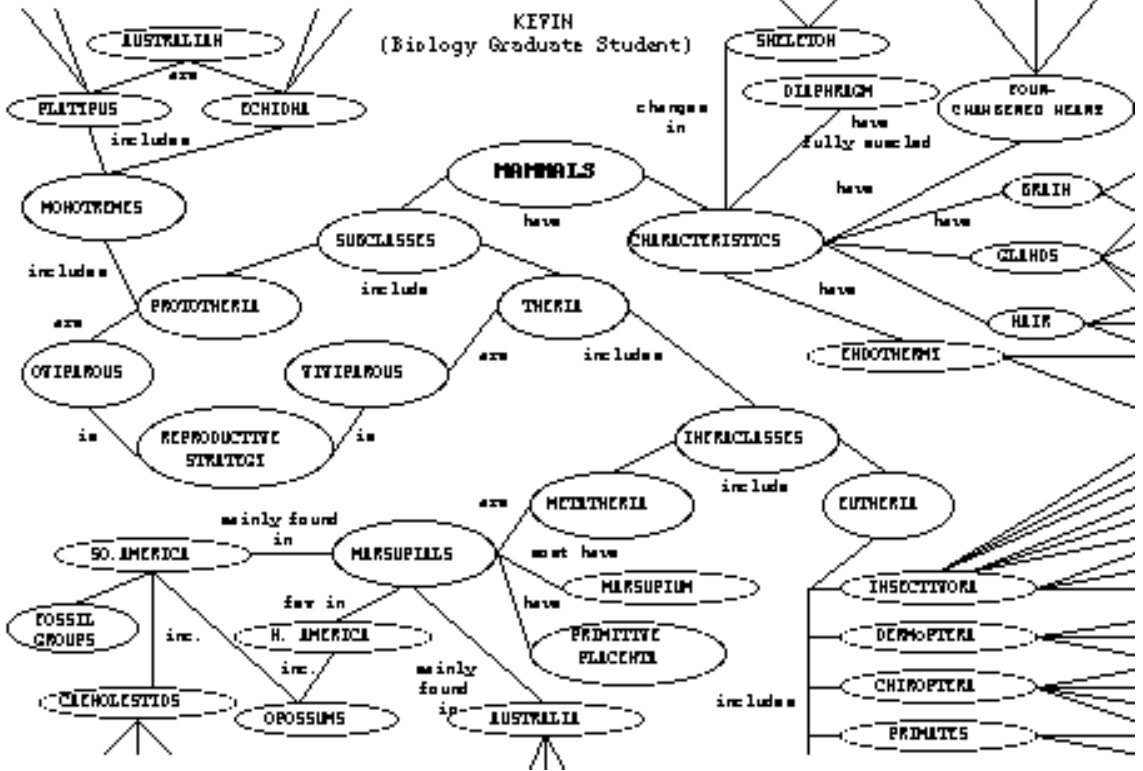 KEFIN
(Biology Graduate Student)
AUSTRALIAN
are
PLATYPUS
ECHIDNA
includes
MONOTREMES
includes
SKELETON
changes
in
DIAPHRAGM
have
fully muscled
FOUR-
CHAMBERED HEART
MAMMALS
have
SUBCLASSES
include
CHARACTERISTICS
have
BRAIN
have
GLANDS
have
HAIR
ENDOTHERMY
PROTOTHERIA
THERIA
are
are
includes
OVIPAROUS
VIVIPAROUS
is
is
REPRODUCTIVE
STRATEGY
INFRACLASSES
include
METATHERIA
EUTHERIA
are
mainly found
in
SO. AMERICA
MARSUPIALS
most have
MARSUPIUM
have
PRIMITIVE
PLACENTA
few in
N. AMERICA
FOSSIL
GROUPS
inc.
inc.
CAENOLESTIDS
OPOSSUMS
mainly
found
in
AUSTRALIA
INSECTIVORA
DERMOPTERA
CHIROPTERA
includes
PRIMATES